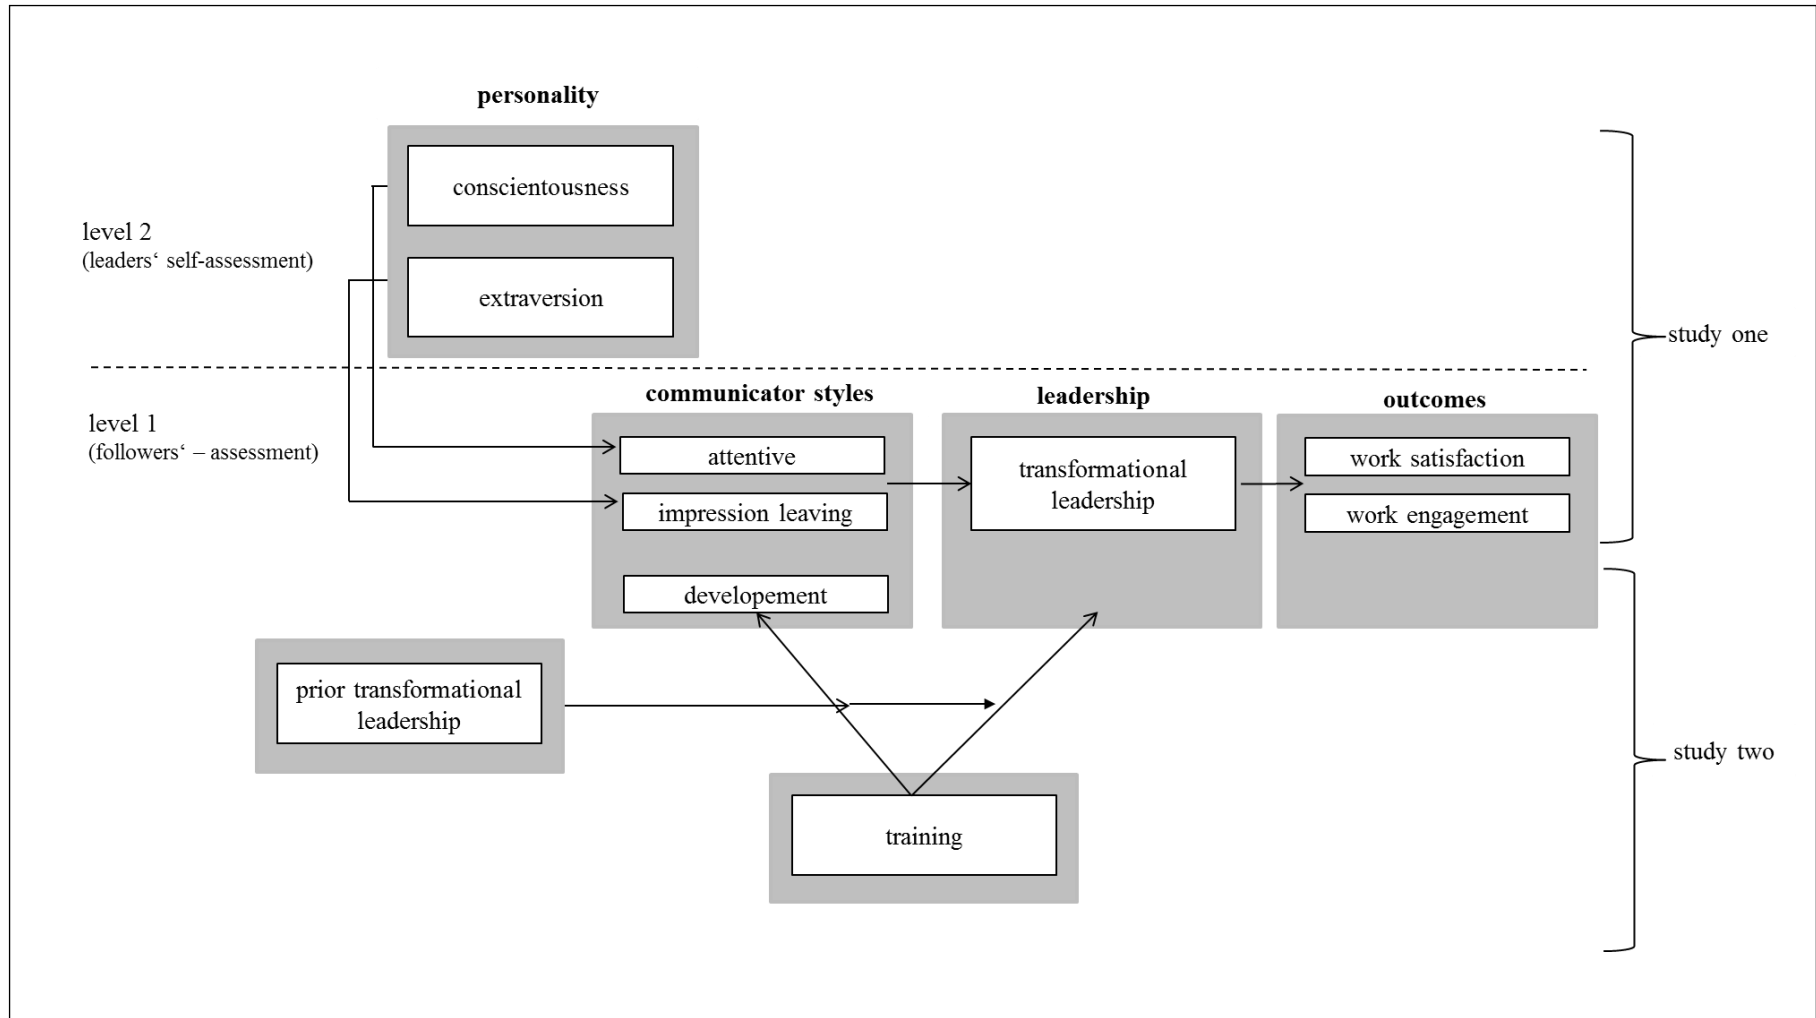 personality
conscientousness
level 2
(leaders‘ self-assessment)
extraversion
study one
communicator styles
leadership
outcomes
level 1
(followers‘ – assessment)
attentive
transformational
leadership
work satisfaction
impression leaving
work engagement
developement
prior transformational
leadership
study two
training